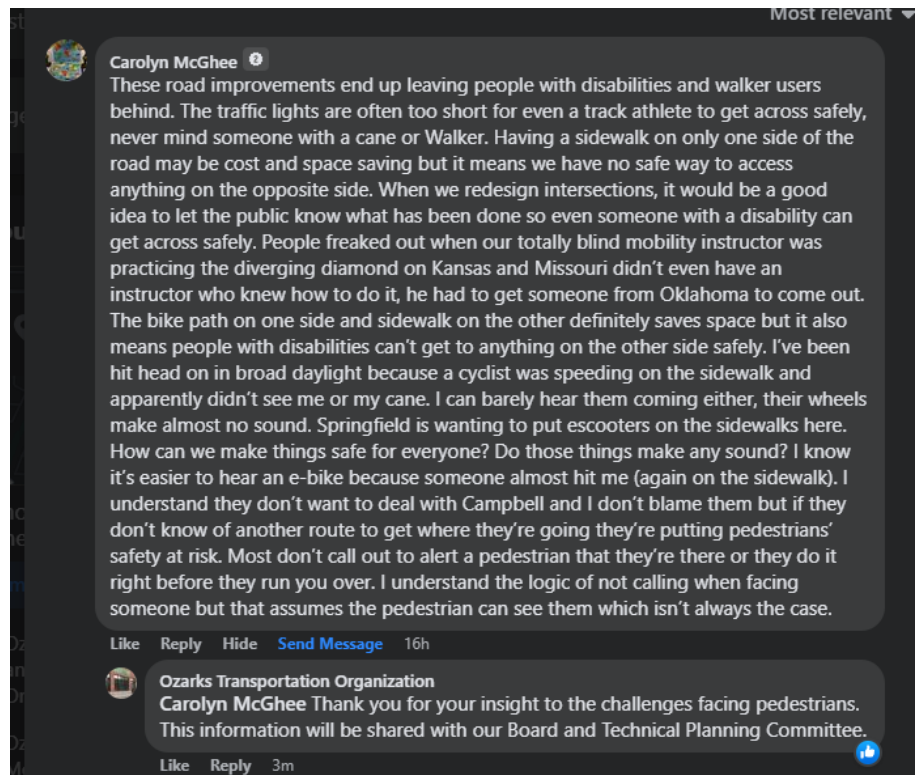 Most relevant
Carolyn McGhee
These road improvements end up leaving people with disabilities and walker users
behind. The traffic lights are often too short for even a track athlete to get across safely,
never mind someone with a cane or Walker. Having a sidewalk on only one side of the
road may be cost and space saving but it means we have no safe way to access
anything on the opposite side. When we redesign intersections, it would be a good
idea to let the public know what has been done so even someone with a disability can
get across safely. People freaked out when our totally blind mobility instructor was
practicing the diverging diamond on Kansas and Missouri didn't even have an
instructor who knew how to do it, he had to get someone from Oklahoma to come out.
The bike path on one side and sidewalk on the other definitely saves space but it also
means people with disabilities can't get to anything on the other side safely. I've been
hit head on in broad daylight because a cyclist was speeding on the sidewalk and
apparently didn't see me or my cane. I can barely hear them coming either, their wheels
make almost no sound. Springfield is wanting to put escooters on the sidewalks here.
How can we make things safe for everyone? Do those things make any sound? I know
it's easier to hear an e-bike because someone almost hit me (again on the sidewalk). I
understand they don't want to deal with Campbell and I don't blame them but if they
don't know of another route to get where they're going they're putting pedestrians'
safety at risk. Most don't call out to alert a pedestrian that they're there or they do it
right before they run you over. I understand the logic of not calling when facing
someone but that assumes the pedestrian can see them which isn't always the case.
Like Reply Hide Send Message 16h
Ozarks Transportation Organization
Carolyn McGhee Thank you for your insight to the challenges facing pedestrians.
This information will be shared with our Board and Technical Planning Committee.
Like Reply 3m